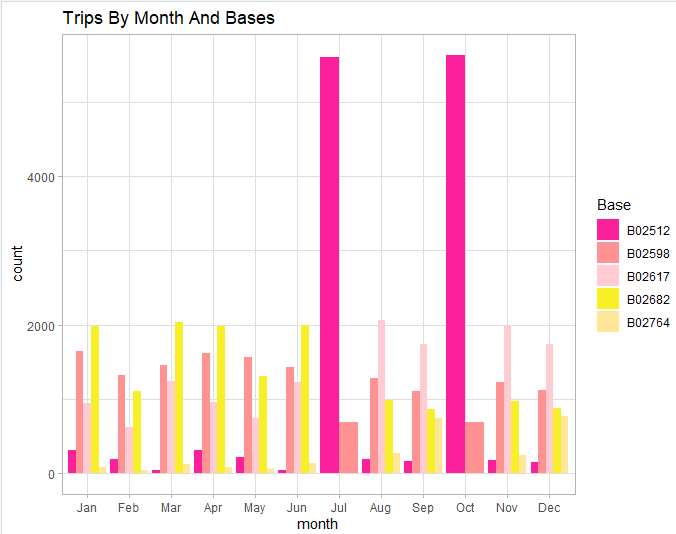 Trips By Month And Bases
4000
2000
0
count
Jan Feb Mar Apr May Jun Jul Aug Sep Oct Nov Dec
month
Base
B02512
B02598
B02617
B02682
B02764